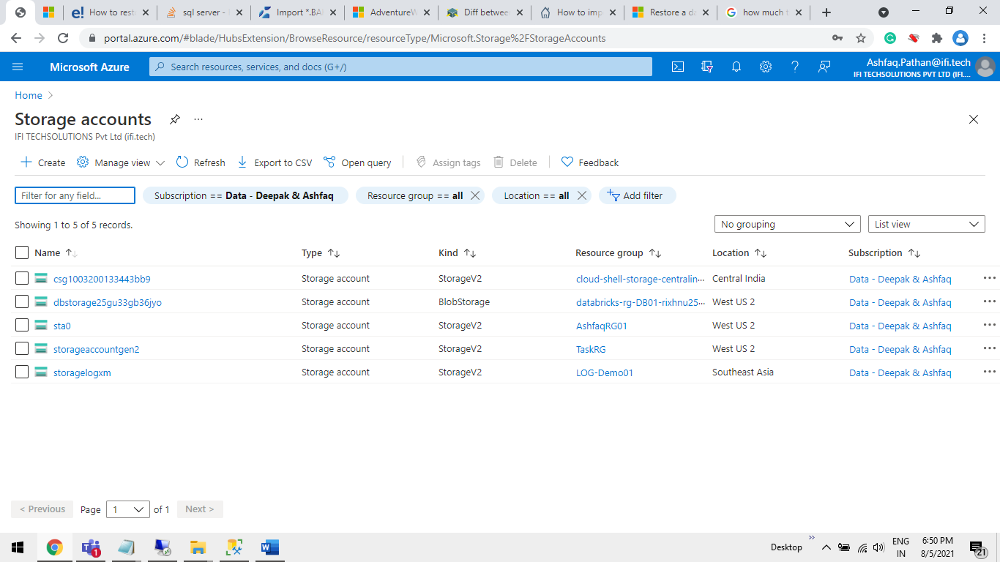 How to rest
sql server -
Import *.BA
AdventureW
Diff betwee
How to imp
Restore a da
how much t
portal.azure.com/#blade/HubsExtension/BrowseResource/resourceType/Microsoft.Storage%2FStorageAccounts
Microsoft Azure
Search resources, services, and docs (G+/)
Ashfaq.Pathan@ifi.tech
IFI TECHSOLUTIONS PVT LTD (IFI....
Home
Storage accounts
IFI TECHSOLUTIONS Pvt Ltd (ifi.tech)
Create Manage view Refresh Export to CSV Open query Assign tags Delete Feedback
Filter for any field... Subscription == Data - Deepak & Ashfaq Resource group == all Location == all Add filter
Showing 1 to 5 of 5 records. No grouping List view
Name Type Kind Resource group Location Subscription
csg1003200133443bb9 Storage account StorageV2 cloud-shell-storage-centralin... Central India Data - Deepak & Ashfaq
dbstorage25gu33gb36jyo Storage account BlobStorage databricks-rg-DB01-rixhnu25... West US 2 Data - Deepak & Ashfaq
sta0 Storage account StorageV2 AshfaqRG01 West US 2 Data - Deepak & Ashfaq
storageaccountgen2 Storage account StorageV2 TaskRG West US 2 Data - Deepak & Ashfaq
storagelogxm Storage account StorageV2 LOG-Demo01 Southeast Asia Data - Deepak & Ashfaq
< Previous Page 1 of 1 Next >
Desktop
ENG
IN
6:50 PM
8/5/2021
1
21